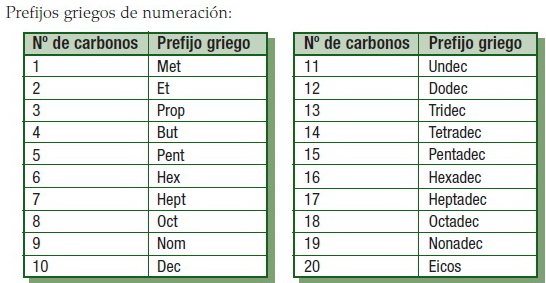 Prefijos griegos de numeración:
Nº de carbonos Prefijo griego
1 Met
2 Et
3 Prop
4 But
5 Pent
6 Hex
7 Hept
8 Oct
9 Nom
10 Dec
Nº de carbonos Prefijo griego
11 Undec
12 Dodec
13 Tridec
14 Tetradec
15 Pentadec
16 Hexadec
17 Heptadec
18 Octadec
19 Nonadec
20 Eicos